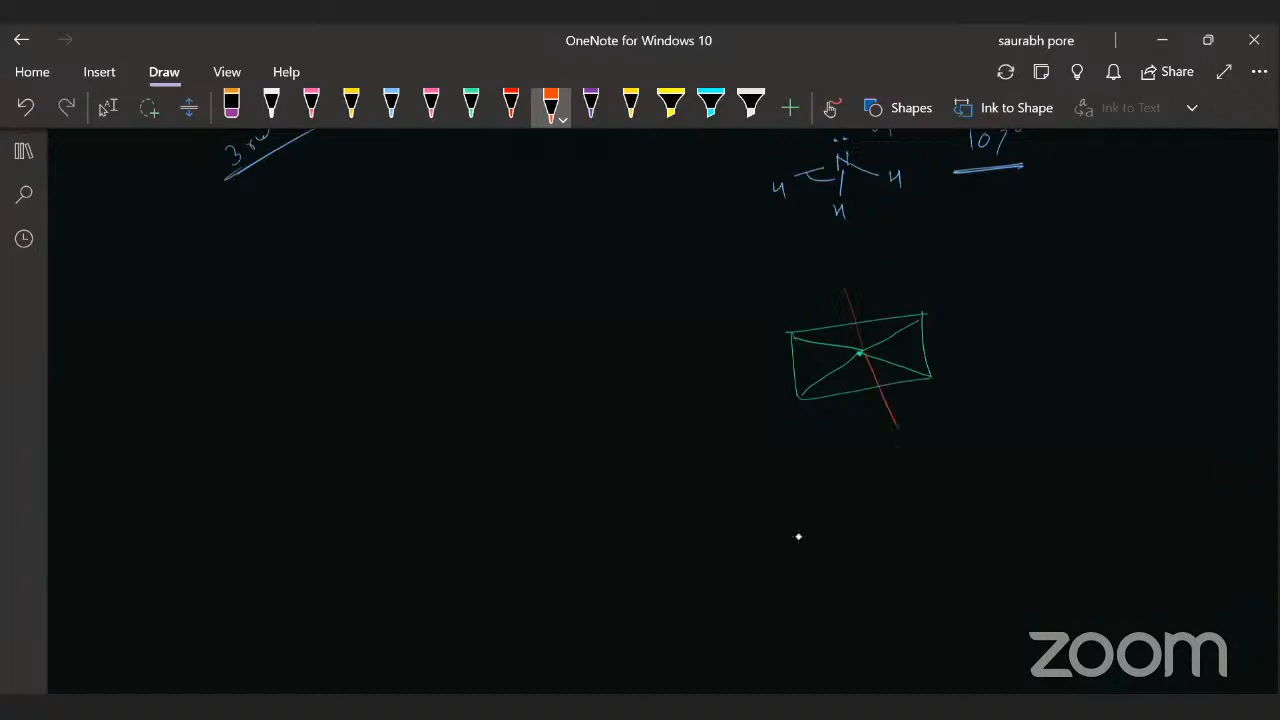 OneNote for Windows 10
saurabh pore
Home Insert Draw View Help
Share
Shapes Ink to Shape Ink to Text
107°
N
H H
H
zoom